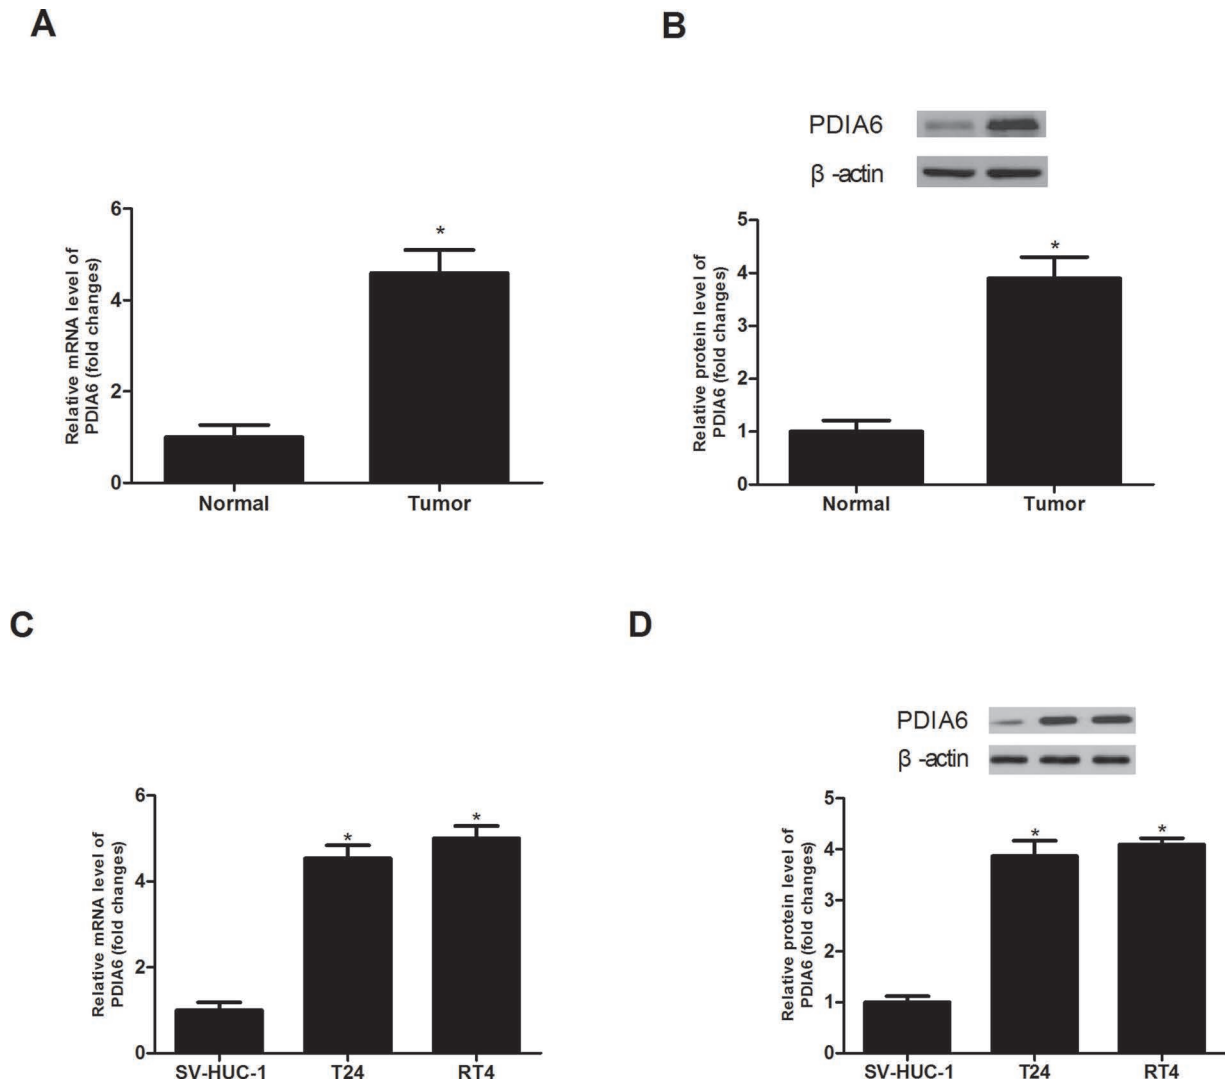 A
Relative mRNA level of
PDIA6 (fold changes)
6
4
2
0
*
Normal
Tumor
B
PDIA6
β -actin
Relative protein level of
PDIA6 (fold changes)
5
4
3
2
1
0
*
Normal
Tumor
C
Relative mRNA level of
PDIA6 (fold changes)
6
4
2
0
*
*
SV-HUC-1
T24
RT4
D
PDIA6
β -actin
Relative protein level of
PDIA6 (fold changes)
5
4
3
2
1
0
*
*
SV-HUC-1
T24
RT4